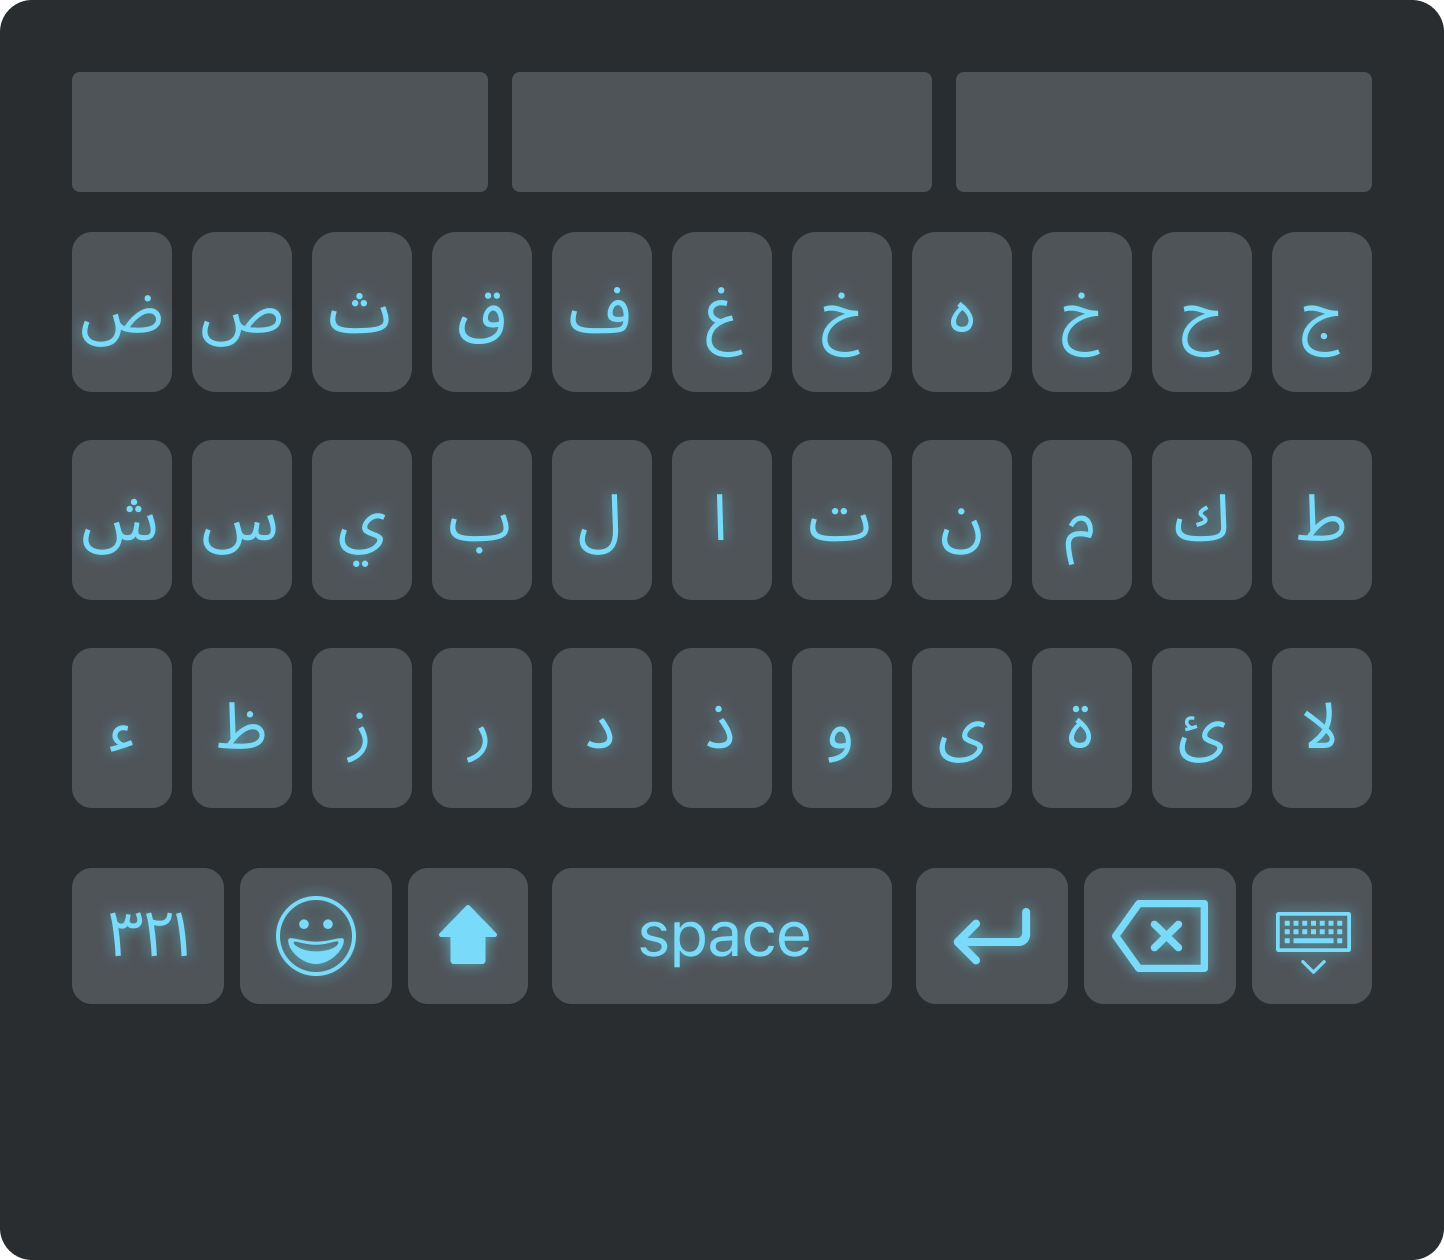 ض ص ث ق ف غ خ ه خ ح ج
ش س ي ب ل ا ت ن م ك ط
ء ظ ز ر د ذ و ى ة ئ لا
٣٢١ space